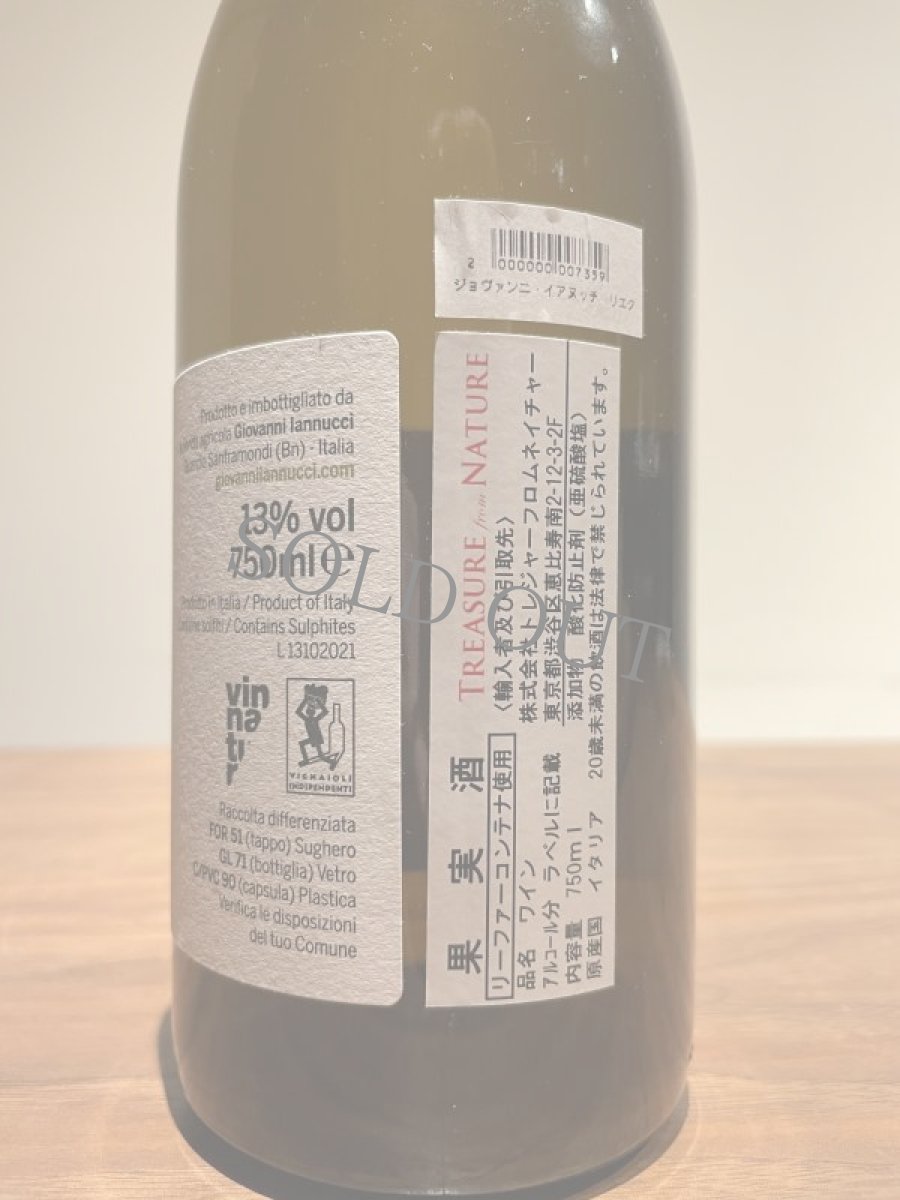 2 000000 007359
ジョヴァンニ・イアヌッチ リエク
Prodotto e imbottigliato da
agricola Giovanni Iannucci
Sanframondi (Bn) - Italia
giovanniiannucci.com
13% vol
750ml e
Prodotto in Italia / Product of Italy
solfiti / Contains Sulphites
L 13102021
vin
na
tu
r
VIGNAIOLI
INDIPENDENTI
Raccolta differenziata
FOR 51 (tappo) Sughero
GL 71 (bottiglia) Vetro
C/PVC 90 (capsula) Plastica
Verifica le disposizioni
del tuo Comune
TREASURE from NATURE
〈輸入者及び引取先〉
株式会社トレジャーフロムネイチャー
東京都渋谷区恵比寿南2-12-3-2F
添加物 酸化防止剤（亜硫酸塩）
20歳未満の飲酒は法律で禁じられています。
果実酒
リーファーコンテナ使用
品名 ワイン
アルコール分 ラベルに記載
内容量 750ml
原産国 イタリア
SOLD OUT